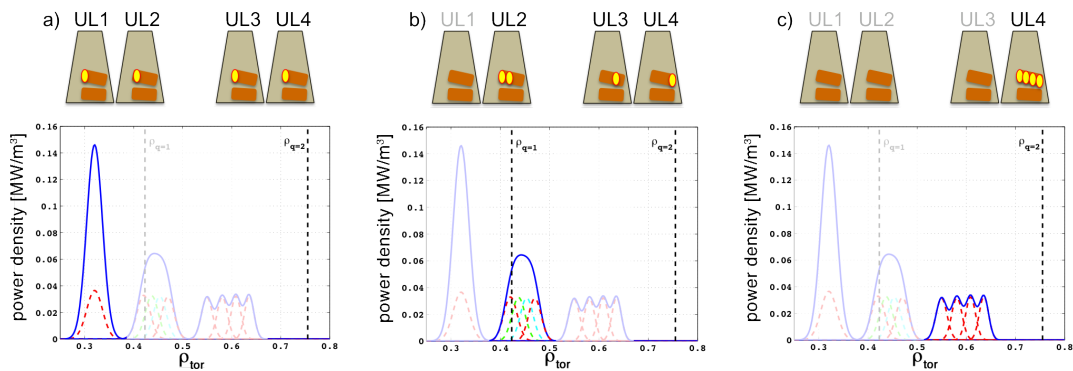 a) UL1 UL2 UL3 UL4
b) UL1 UL2 UL3 UL4
c) UL1 UL2 UL3 UL4
power density [MW/m³]
0.16
0.14
0.12
0.1
0.08
0.06
0.04
0.02
0
ρq=1
ρq=2
0.3 0.4 0.5 0.6 0.7 0.8
ρtor
power density [MW/m³]
0.16
0.14
0.12
0.1
0.08
0.06
0.04
0.02
0
ρq=1
ρq=2
0.3 0.4 0.5 0.6 0.7 0.8
ρtor
power density [MW/m³]
0.16
0.14
0.12
0.1
0.08
0.06
0.04
0.02
0
ρq=1
ρq=2
0.3 0.4 0.5 0.6 0.7 0.8
ρtor